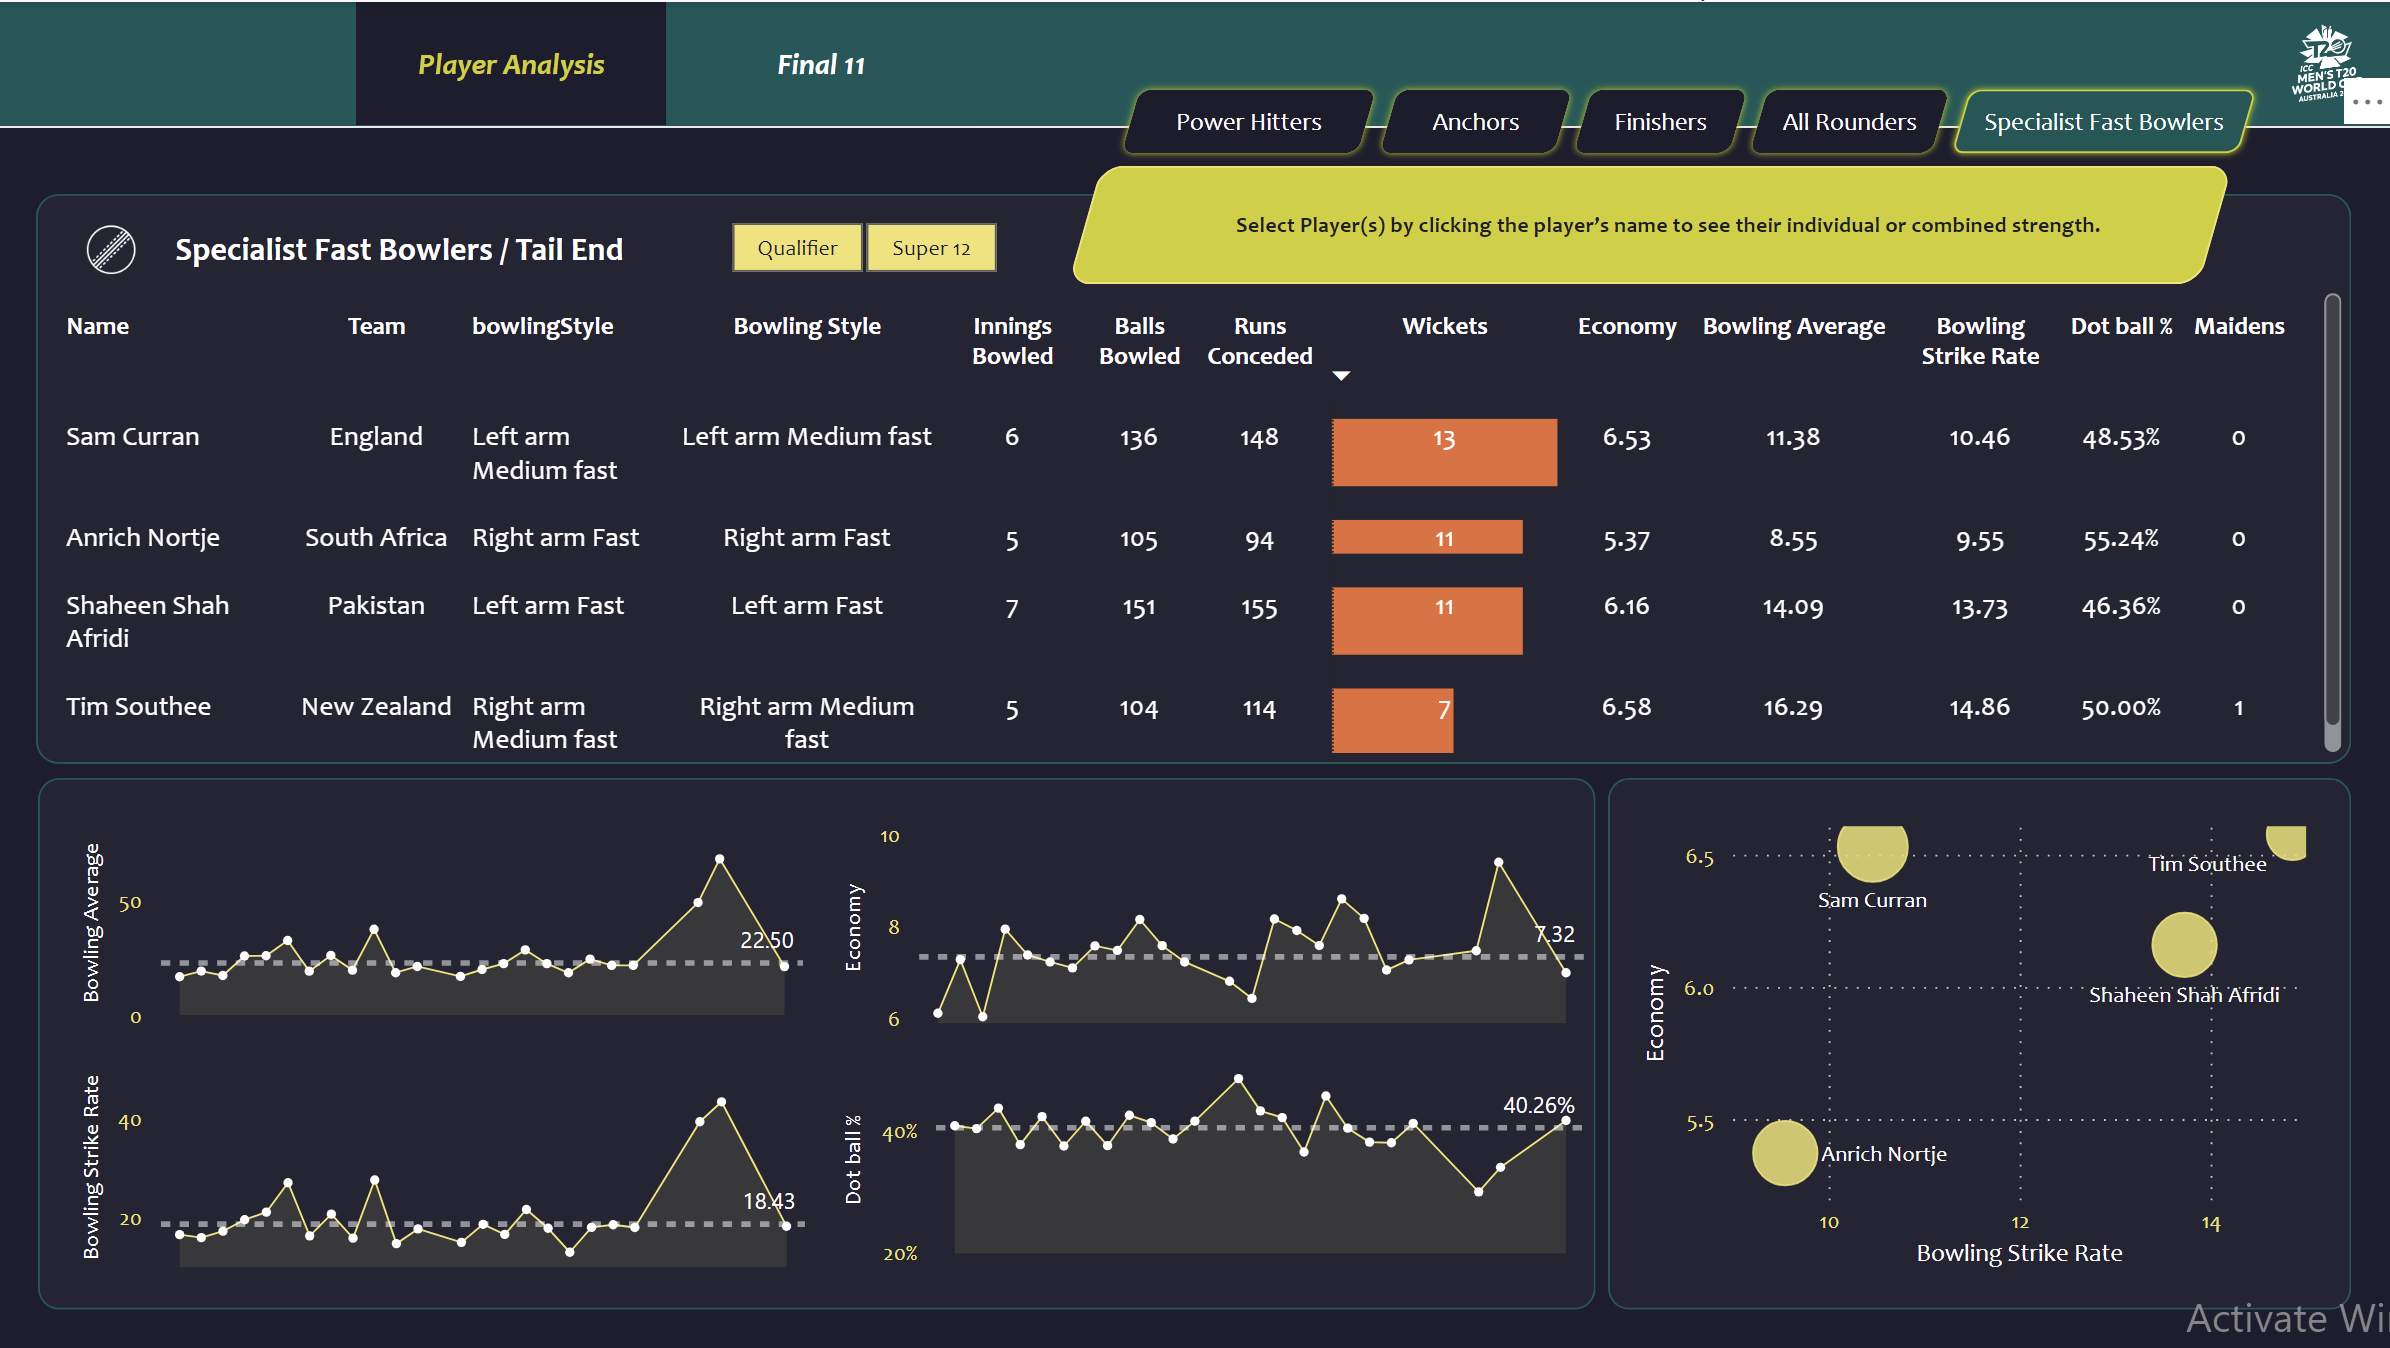 Player Analysis
Final 11
ICC
MEN'S T20
WORLD C
AUSTRALIA 2
Power Hitters
Anchors
Finishers
All Rounders
Specialist Fast Bowlers
Select Player(s) by clicking the player's name to see their individual or combined strength.
Specialist Fast Bowlers / Tail End
Qualifier
Super 12
Name Team bowlingStyle Bowling Style Innings Bowled Balls Bowled Runs Conceded Wickets Economy Bowling Average Bowling Strike Rate Dot ball % Maidens
Sam Curran England Left arm Medium fast Left arm Medium fast 6 136 148 13 6.53 11.38 10.46 48.53% 0
Anrich Nortje South Africa Right arm Fast Right arm Fast 5 105 94 11 5.37 8.55 9.55 55.24% 0
Shaheen Shah Afridi Pakistan Left arm Fast Left arm Fast 7 151 155 11 6.16 14.09 13.73 46.36% 0
Tim Southee New Zealand Right arm Medium fast Right arm Medium fast 5 104 114 7 6.58 16.29 14.86 50.00% 1
Bowling Average
50
0
22.50
Economy
10
8
6
7.32
Bowling Strike Rate
40
20
18.43
Dot ball %
40%
20%
40.26%
Economy
6.5
6.0
5.5
Sam Curran
Tim Southee
Shaheen Shah Afridi
Anrich Nortje
10 12 14
Bowling Strike Rate
Activate Wi